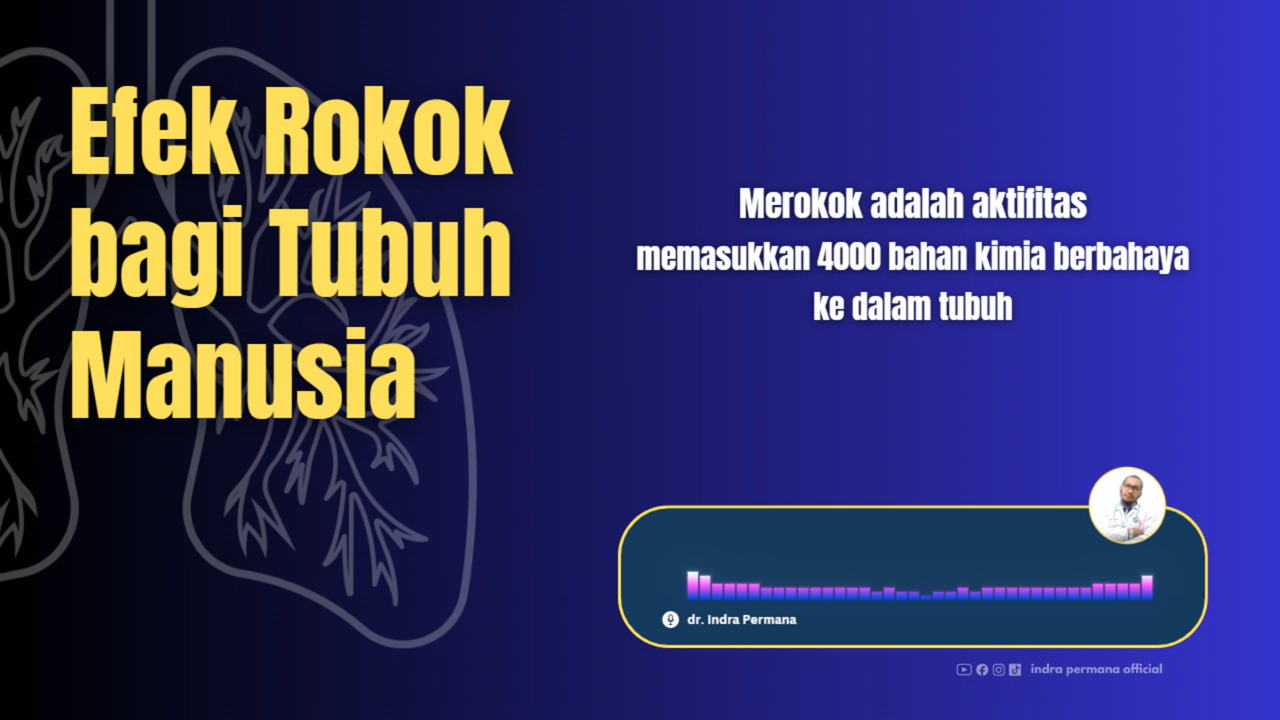 Efek Rokok
bagi Tubuh
Manusia
Merokok adalah aktifitas
memasukkan 4000 bahan kimia berbahaya
ke dalam tubuh
dr. Indra Permana
indra permana official